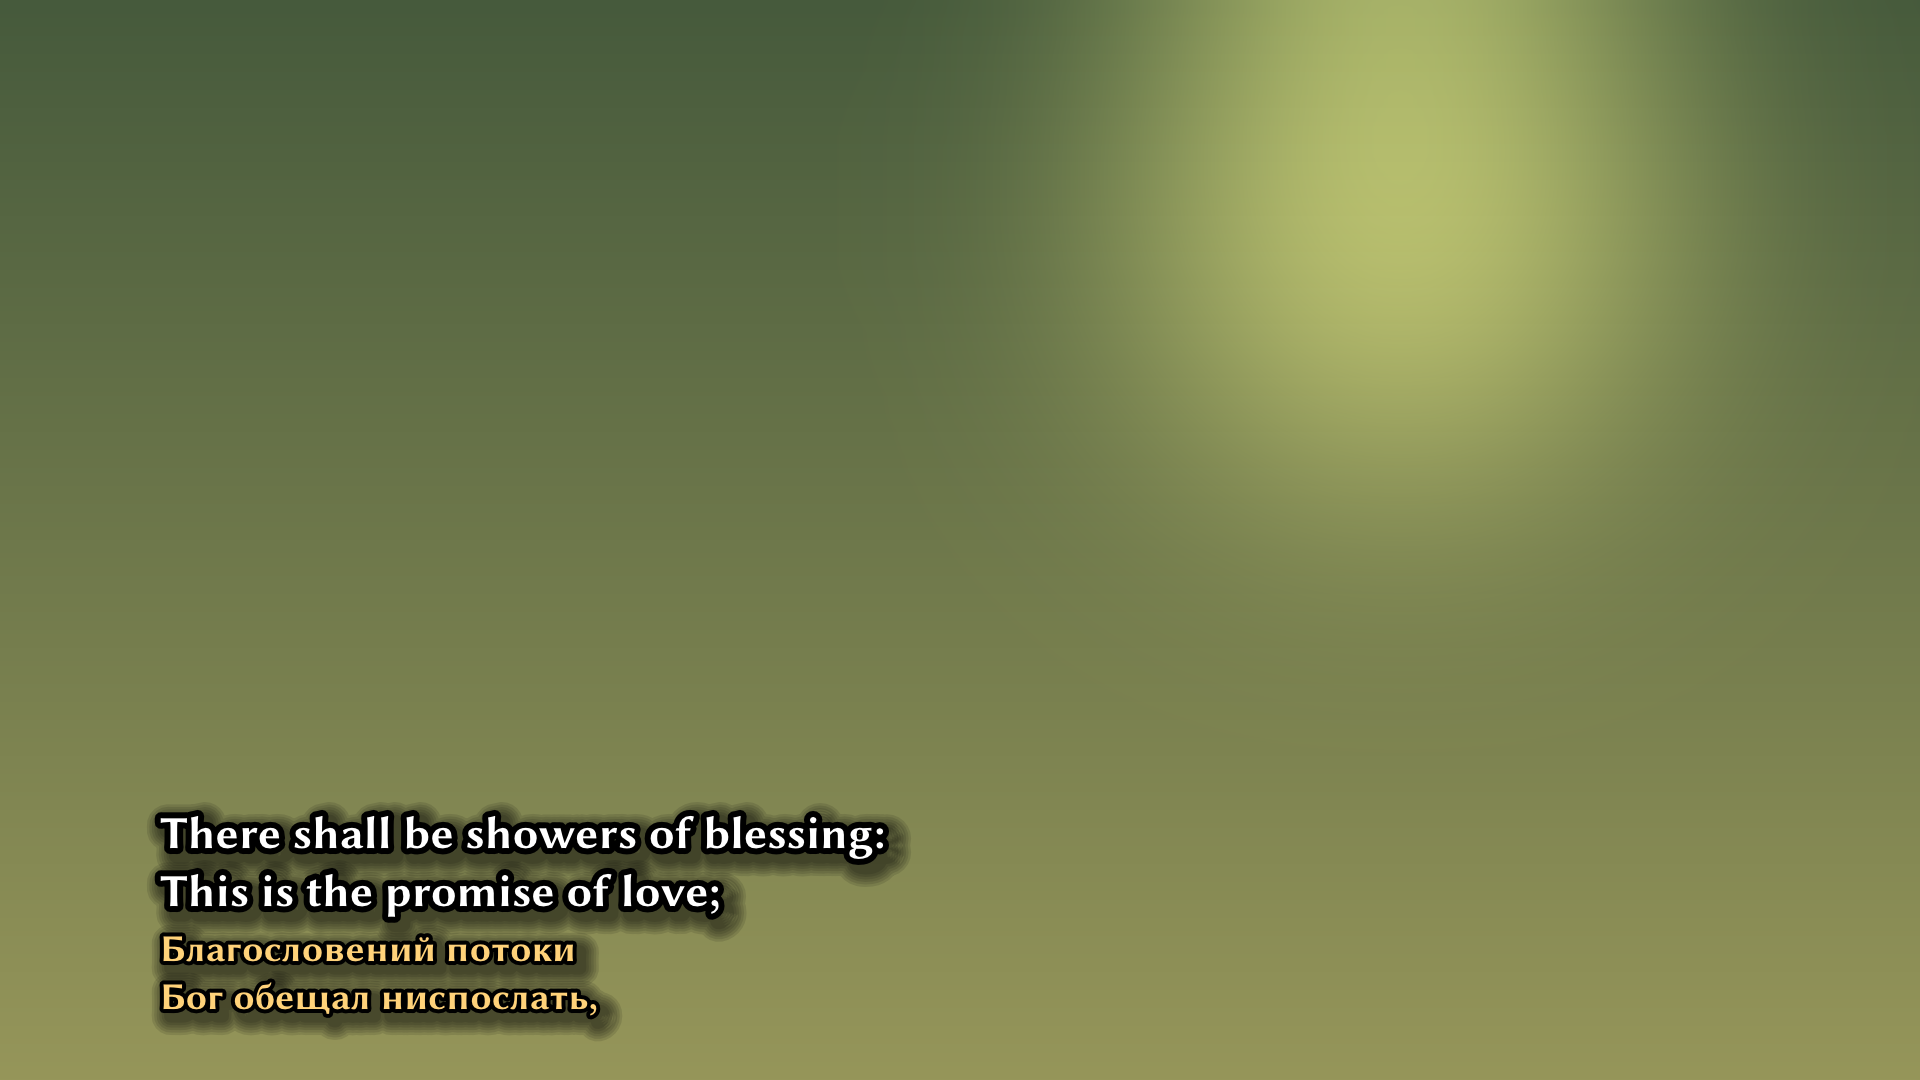 There shall be showers of blessing:
This is the promise of love;
Благословений потоки
Бог обещал ниспослать,